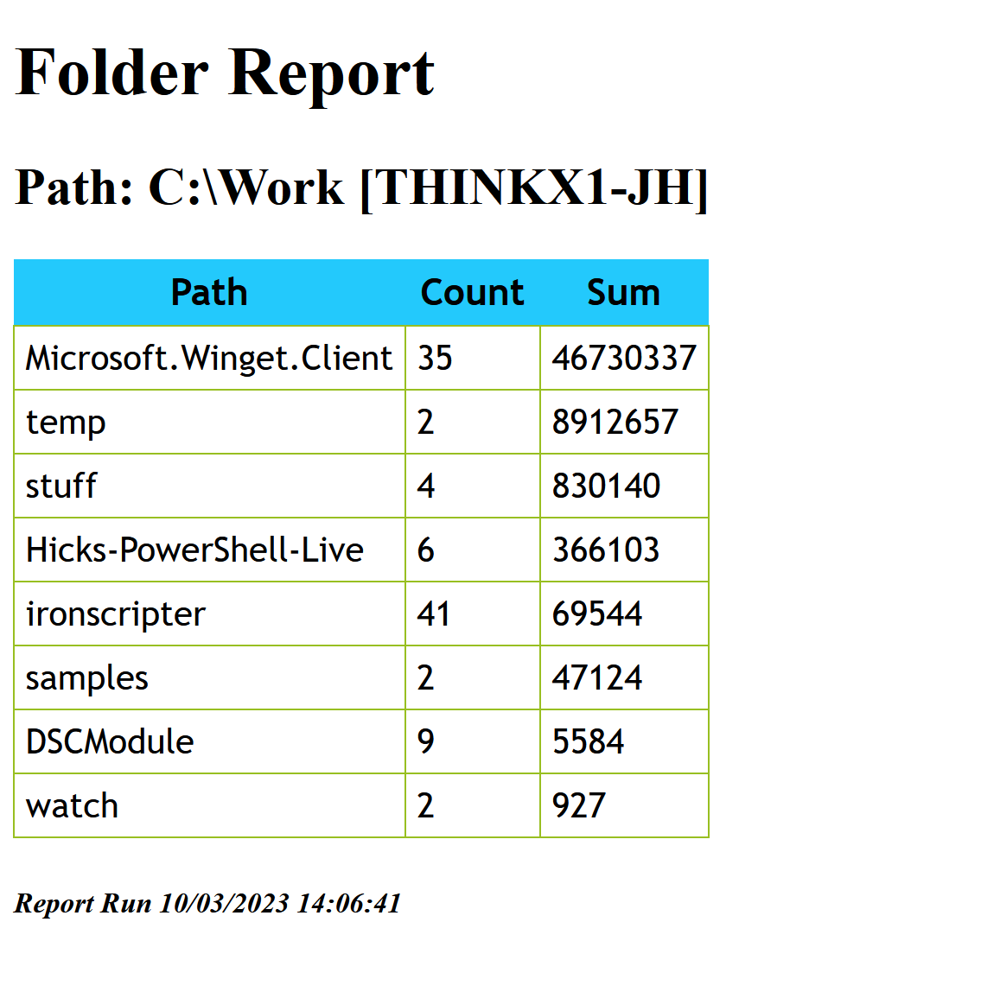 Folder Report
Path: C:\Work [THINKX1-JH]
Path Count Sum
Microsoft.Winget.Client 35 46730337
temp 2 8912657
stuff 4 830140
Hicks-PowerShell-Live 6 366103
ironscripter 41 69544
samples 2 47124
DSCModule 9 5584
watch 2 927
Report Run 10/03/2023 14:06:41